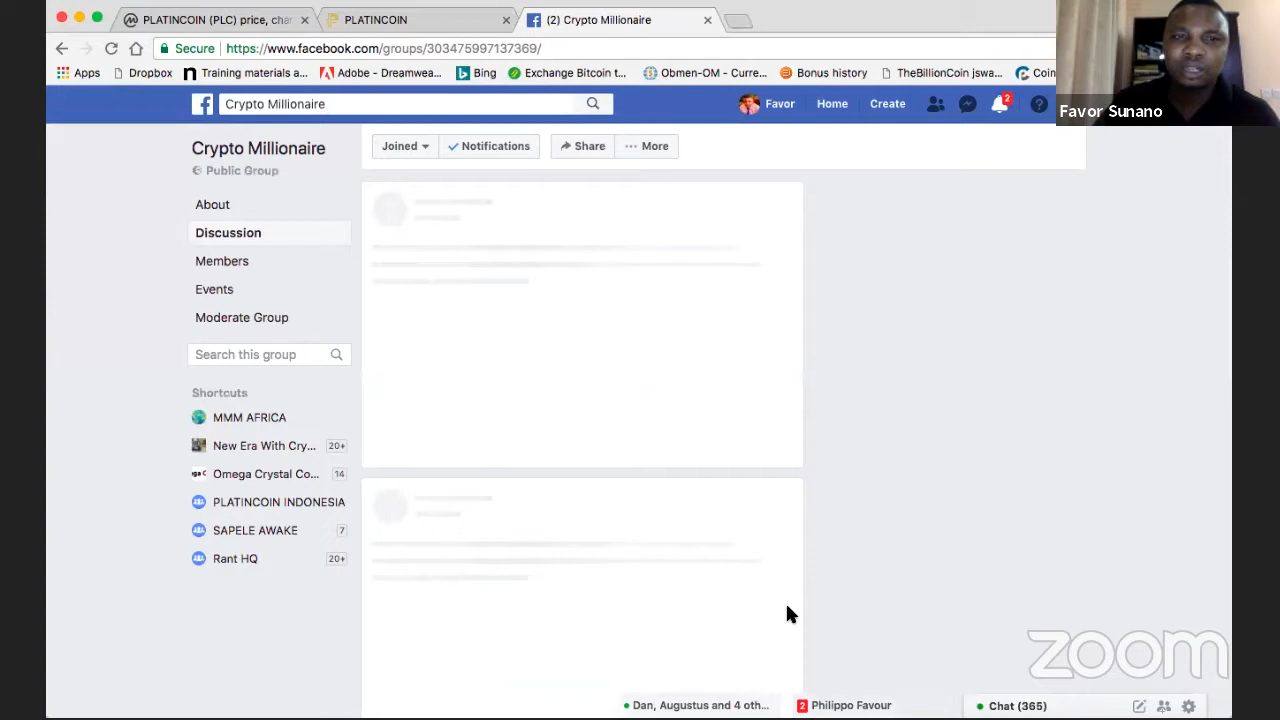 PLATINCOIN (PLC) price, char
PLATINCOIN
(2) Crypto Millionaire
Secure
https://www.facebook.com/groups/303475997137369/
Apps
Dropbox
Training materials a...
Adobe - Dreamwea...
Bing
Exchange Bitcoin t...
Obmen-OM - Curre...
Bonus history
TheBillionCoin jswa...
Coin
Favor Sunano
Crypto Millionaire
Favor
Home
Create
2
Crypto Millionaire
Public Group
Joined
Notifications
Share
More
About
Discussion
Members
Events
Moderate Group
Search this group
Shortcuts
MMM AFRICA
New Era With Cry... 20+
Omega Crystal Co... 14
PLATINCOIN INDONESIA
SAPELE AWAKE 7
Rant HQ 20+
zoom
Dan, Augustus and 4 oth...
2 Philippo Favour
Chat (365)